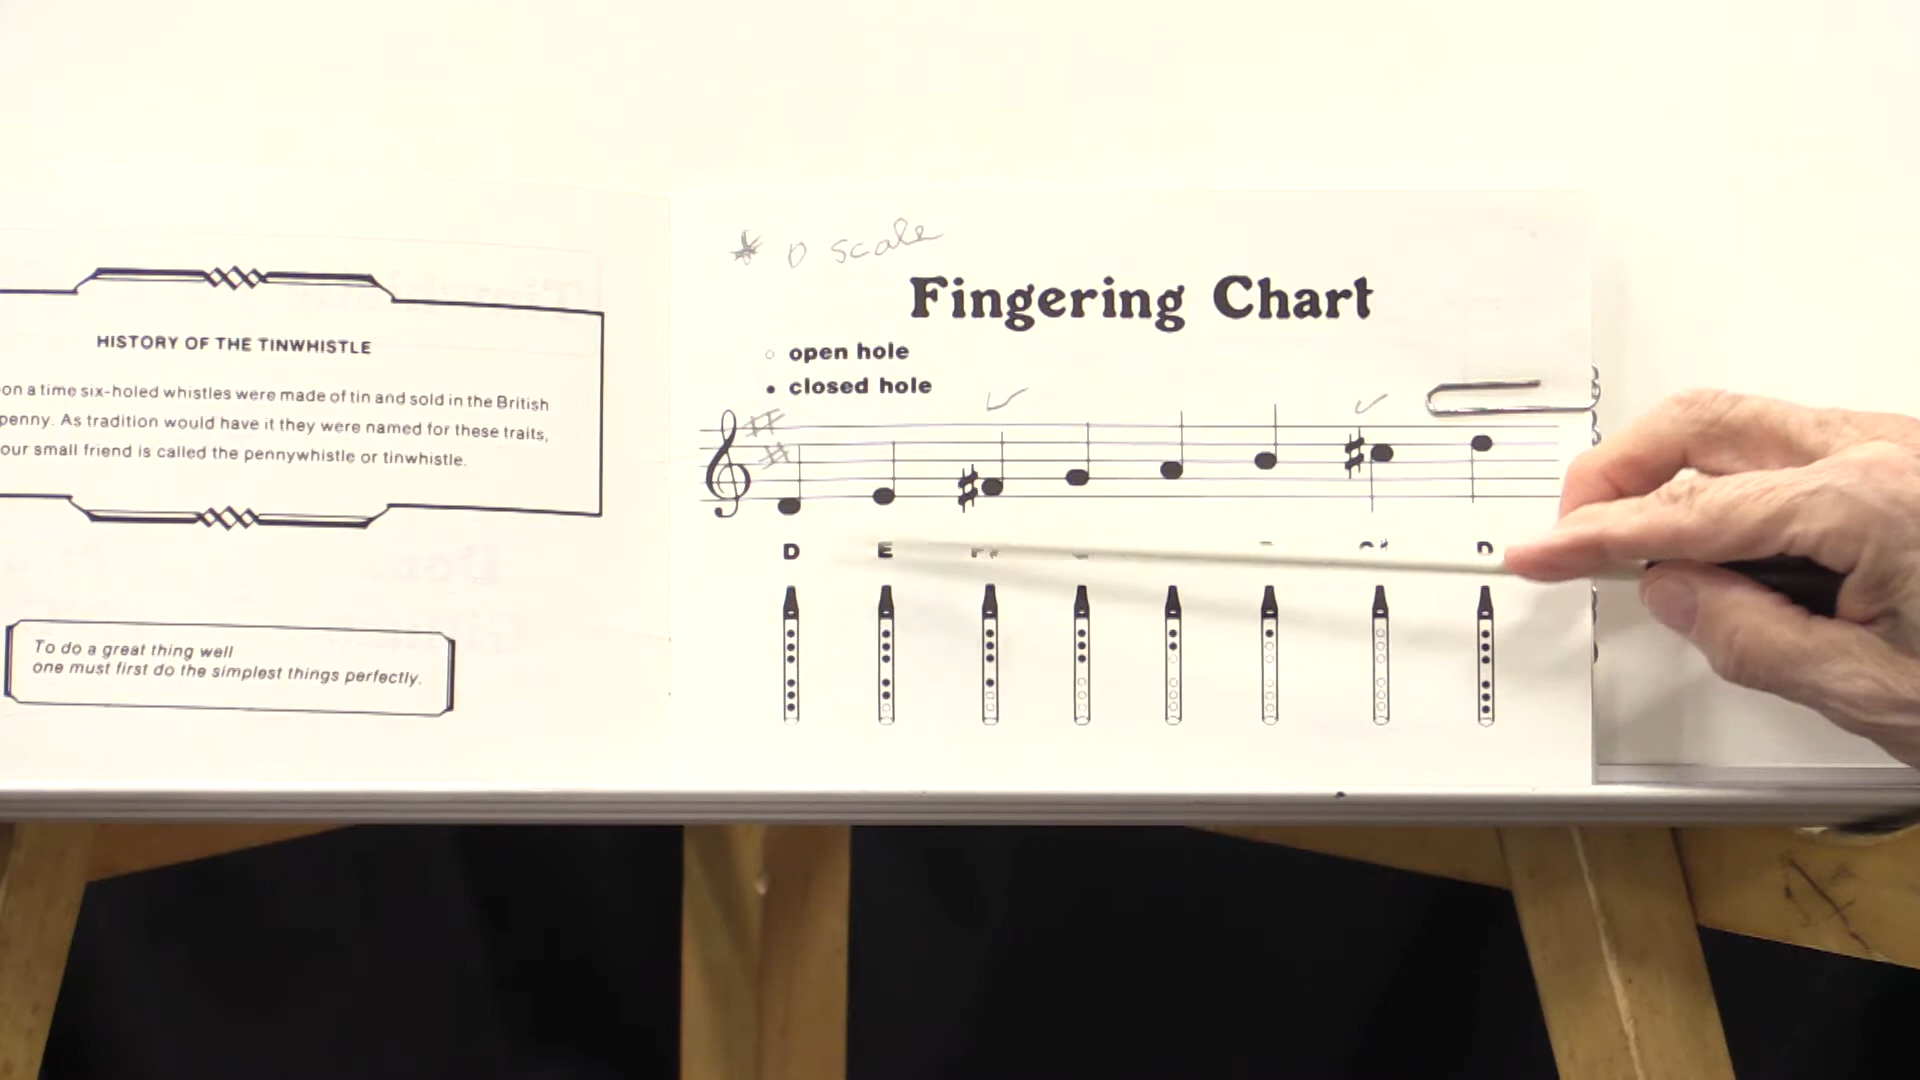 HISTORY OF THE TINWHISTLE
on a time six-holed whistles were made of tin and sold in the British
penny. As tradition would have it they were named for these traits,
our small friend is called the pennywhistle or tinwhistle.
To do a great thing well
one must first do the simplest things perfectly.
* D scale
Fingering Chart
○ open hole
● closed hole
D E D